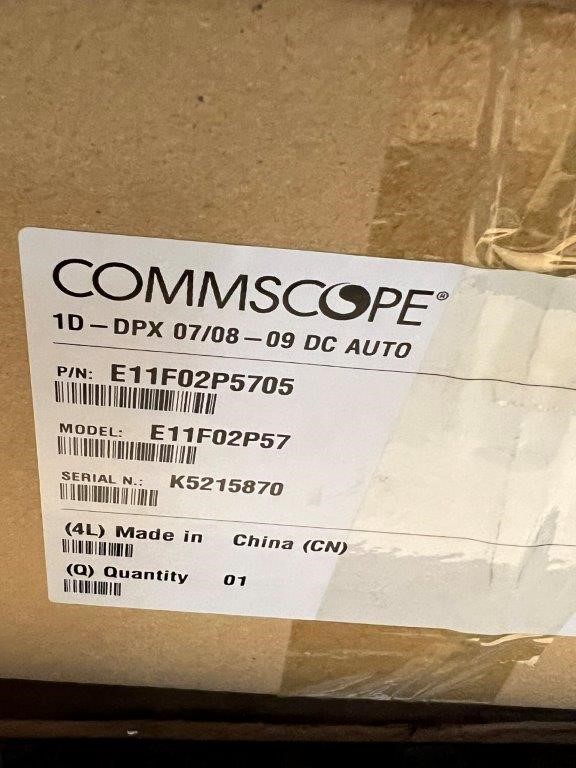 COMMSCOPE®
1D–DPX 07/08–09 DC AUTO
P/N: E11F02P5705
MODEL: E11F02P57
SERIAL N.: K5215870
(4L) Made in China (CN)
(Q) Quantity 01